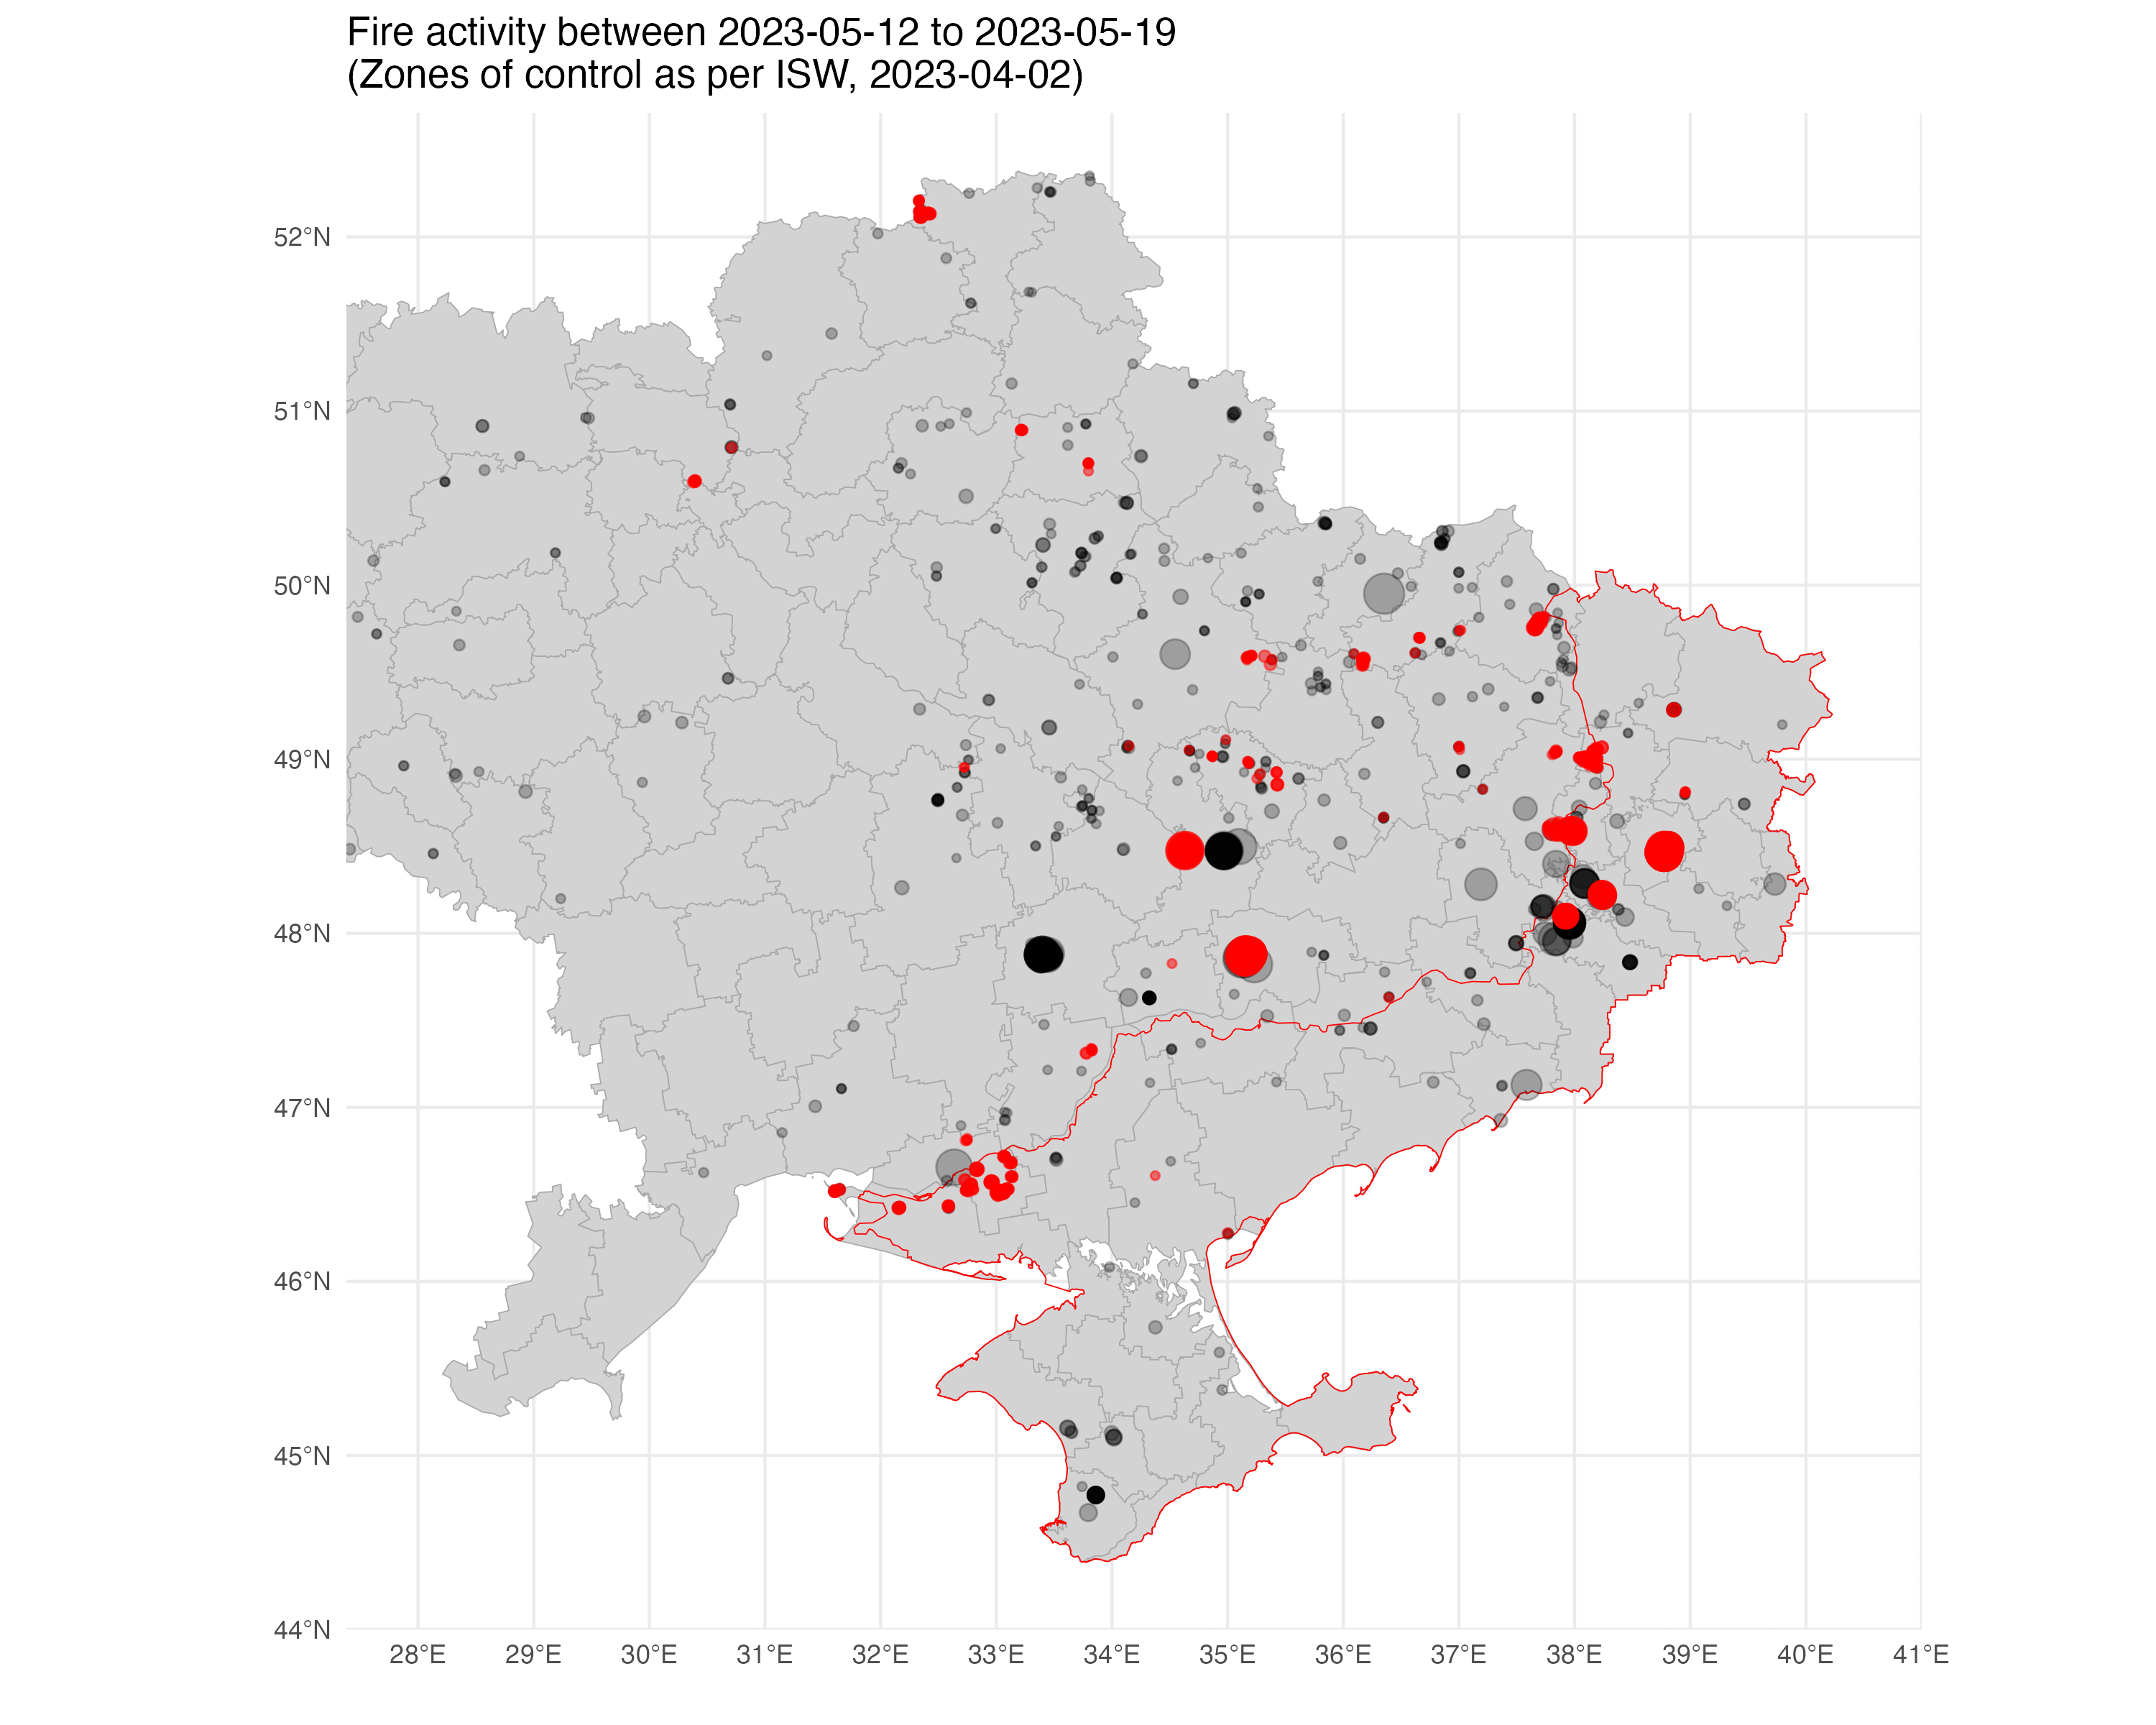 Fire activity between 2023-05-12 to 2023-05-19
(Zones of control as per ISW, 2023-04-02)
52°N
51°N
50°N
49°N
48°N
47°N
46°N
45°N
44°N
28°E 29°E 30°E 31°E 32°E 33°E 34°E 35°E 36°E 37°E 38°E 39°E 40°E 41°E